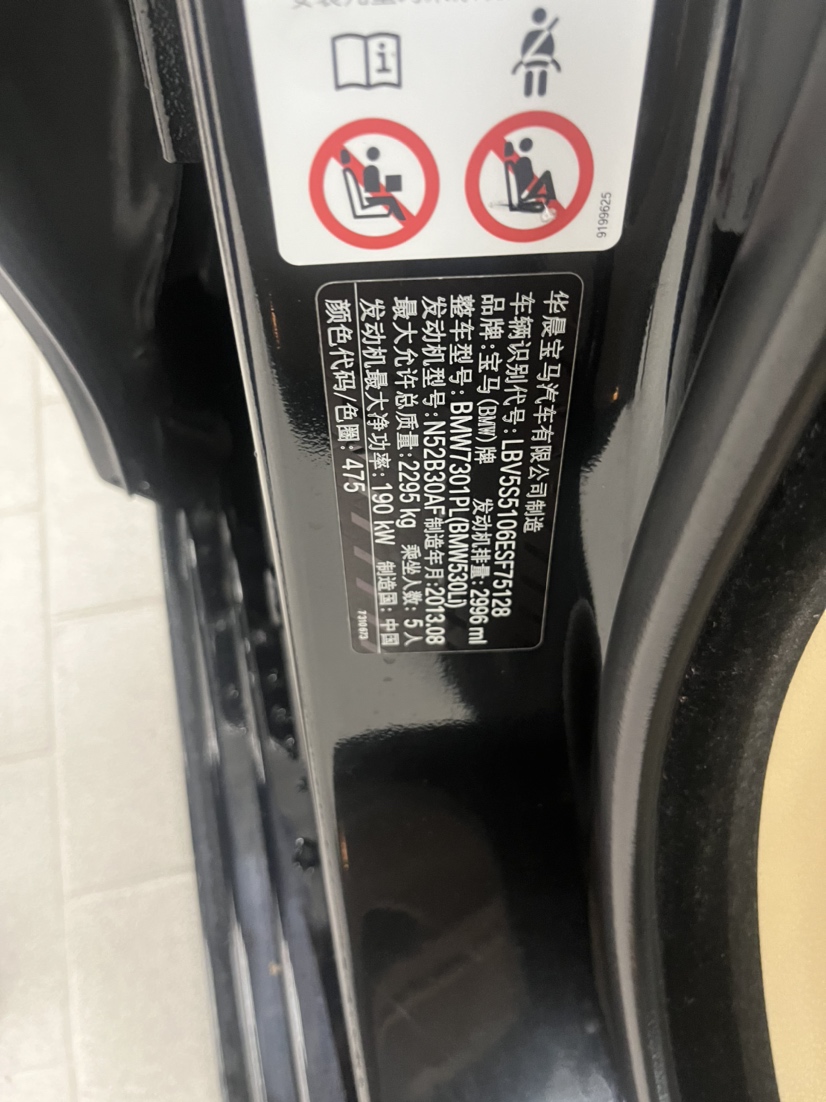 9199625
华晨宝马汽车有限公司制造
车辆识别代号:LBV5S5106ESF75128
品牌:宝马(BMW)牌 发动机排量:2996 ml
整车型号:BMW7301PL(BMW530LI)
发动机型号:N52B30AF 制造年月:2013.08
最大允许总质量:2295 kg 乘坐人数:5人
发动机最大净功率:190 kW 制造国:中国
颜色代码/色圈:475